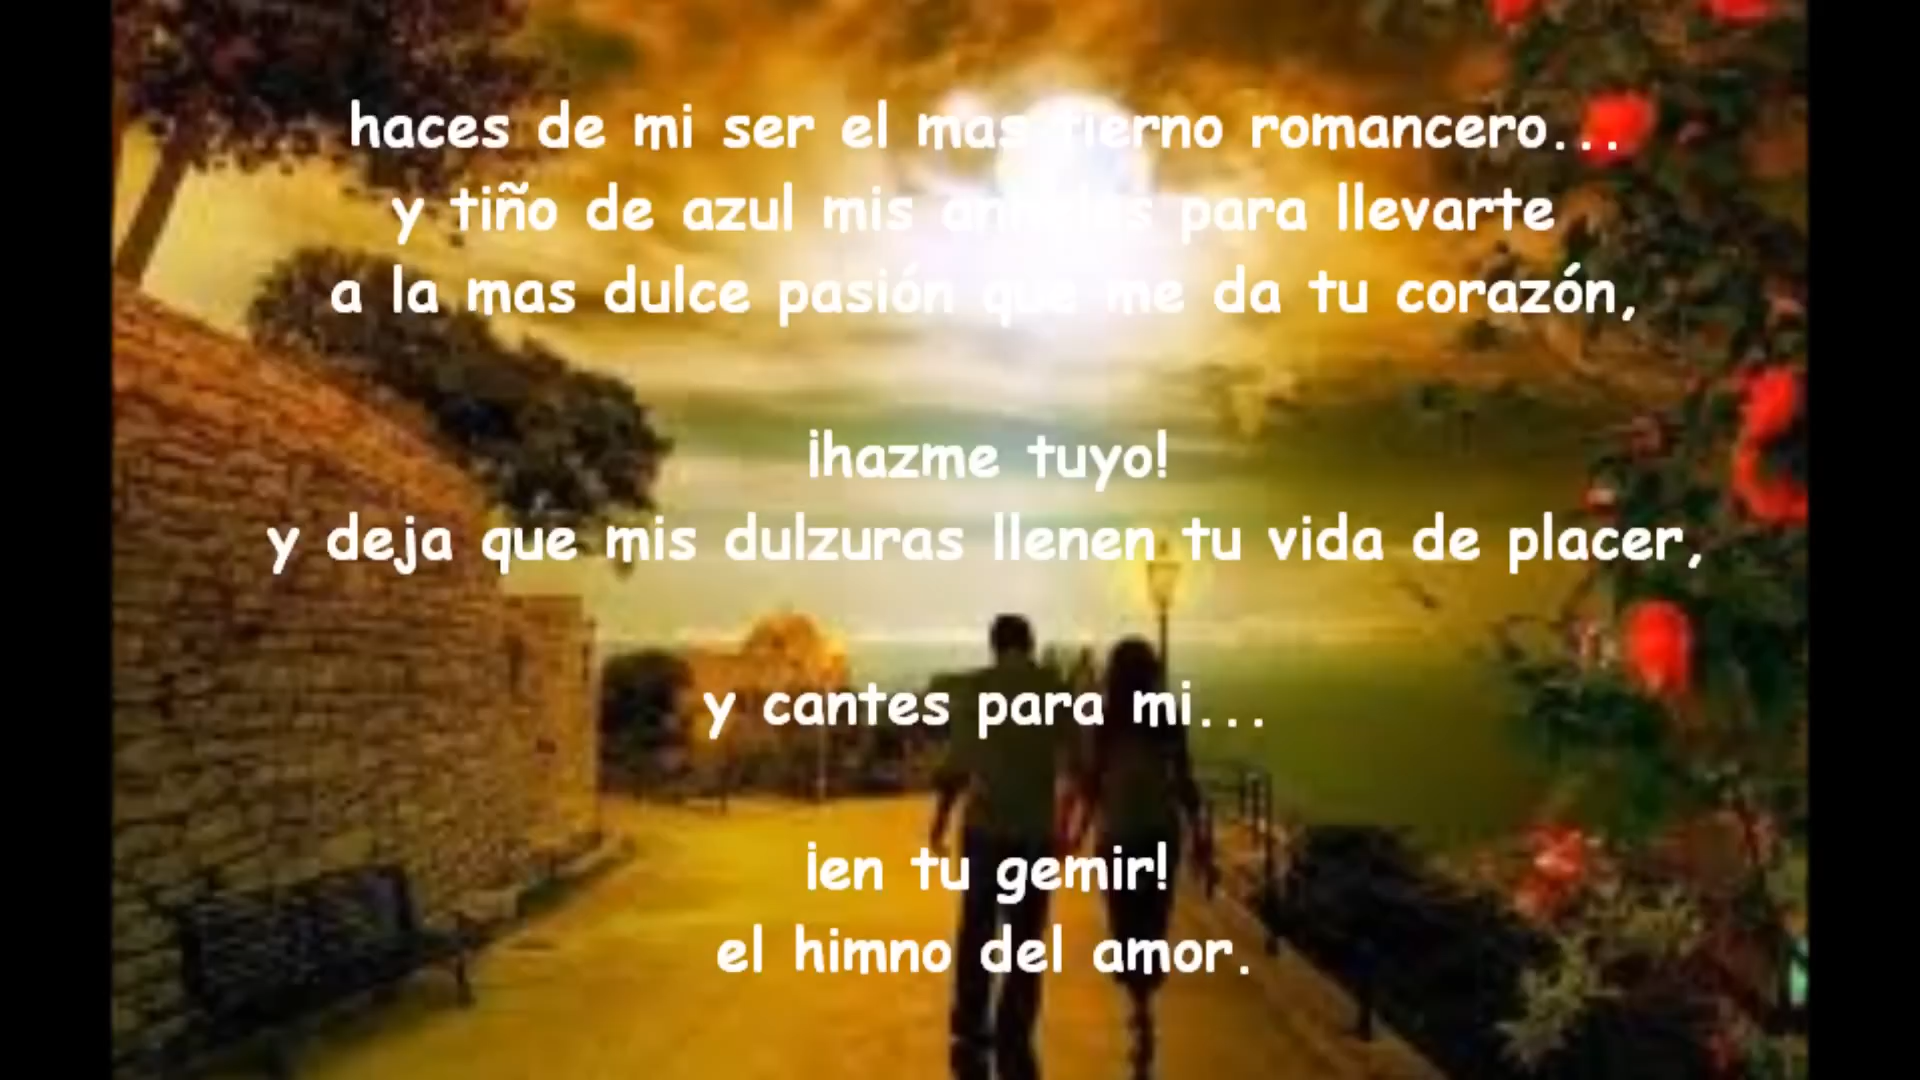 haces de mi ser el mas tierno romancero...
y tiño de azul mis anhelos para llevarte
a la mas dulce pasión que me da tu corazón,
¡hazme tuyo!
y deja que mis dulzuras llenen tu vida de placer,
y cantes para mi...
¡en tu gemir!
el himno del amor.